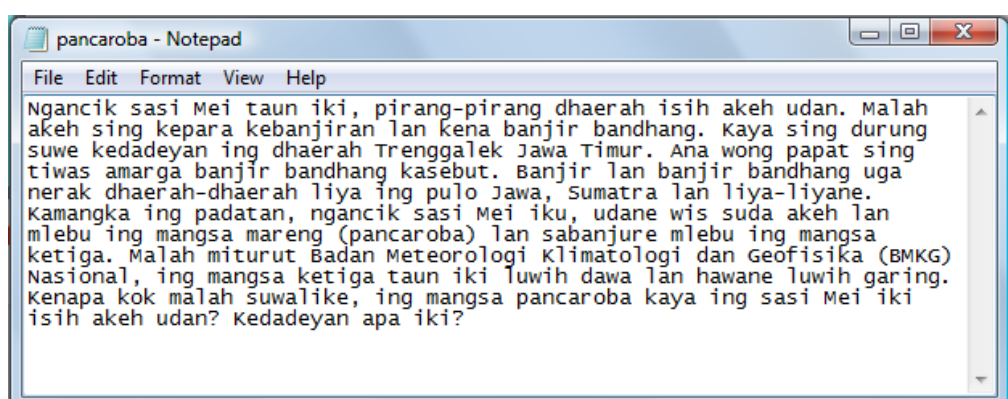 pancaroba - Notepad
File Edit Format View Help
Ngancik sasi Mei taun iki, pirang-pirang dhaerah isih akeh udan. Malah
akeh sing kepara kebanjiran lan kena banjir bandhang. Kaya sing durung
suwe kedadeyan ing dhaerah Trenggalek Jawa Timur. Ana wong papat sing
tiwas amarga banjir bandhang kasebut. Banjir lan banjir bandhang uga
nerak dhaerah-dhaerah liya ing pulo Jawa, Sumatra lan liya-liyane.
Kamangka ing padatan, ngancik sasi Mei iku, udane wis suda akeh lan
mlebu ing mangsa mareng (pancaroba) lan sabanjure mlebu ing mangsa
ketiga. Malah miturut Badan Meteorologi Klimatologi dan Geofisika (BMKG)
Nasional, ing mangsa ketiga taun iki luwih dawa lan hawane luwih garing.
Kenapa kok malah suwalike, ing mangsa pancaroba kaya ing sasi Mei iki
isih akeh udan? Kedadeyan apa iki?